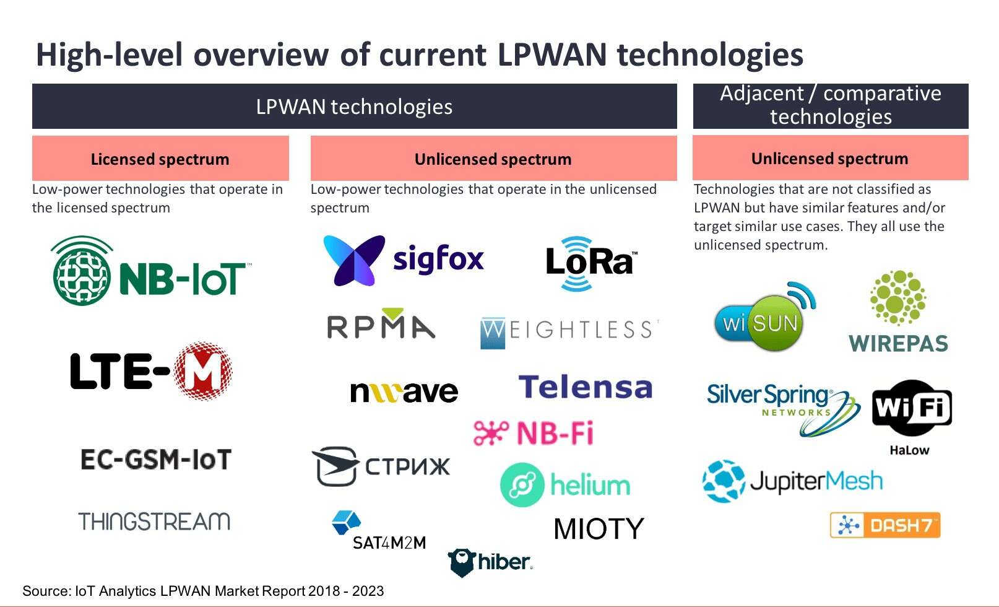 High-level overview of current LPWAN technologies
LPWAN technologies
Adjacent / comparative
technologies
Licensed spectrum
Low-power technologies that operate in
the licensed spectrum
NB-IoT™
LTE-M
EC-GSM-IoT
THINGSTREAM
Unlicensed spectrum
Low-power technologies that operate in the unlicensed
spectrum
sigfox
LoRa™
RPMA
WEIGHTLESS
nwave
Telensa
NB-Fi
СТРИЖ
helium
SAT4M2M
MIOTY
hiber
Unlicensed spectrum
Technologies that are not classified as
LPWAN but have similar features and/or
target similar use cases. They all use the
unlicensed spectrum.
wi SUN
WIREPAS
Silver Spring®
NETWORKS
Wi Fi
HaLow
JupiterMesh
DASH7™
Source: IoT Analytics LPWAN Market Report 2018 - 2023